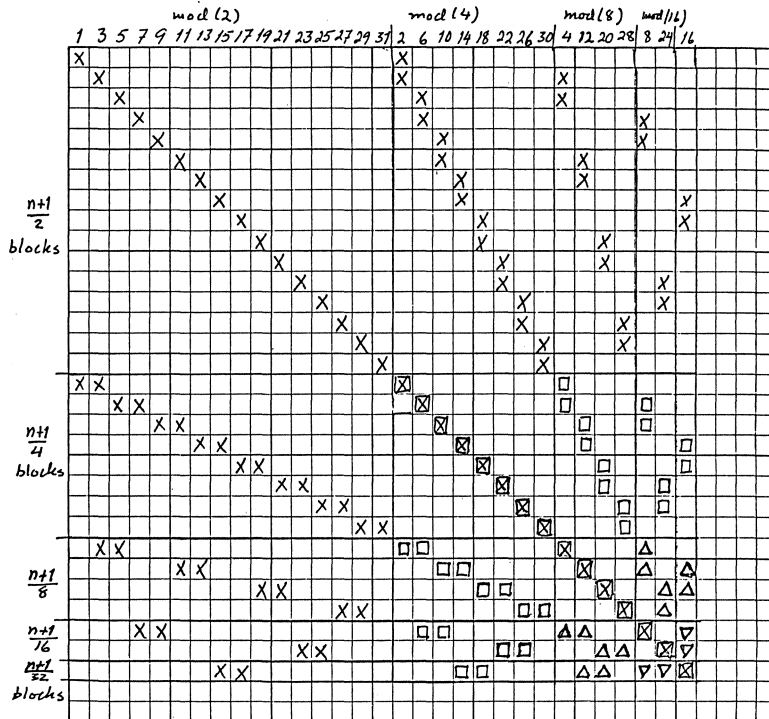 mod(2) mod(4) mod(8) mod(16)
1 3 5 7 9 11 13 15 17 19 21 23 25 27 29 31 2 6 10 14 18 22 26 30 4 12 20 28 8 24 16
n+1
2
blocks
n+1
4
blocks
n+1
8
n+1
16
n+1
32
blocks